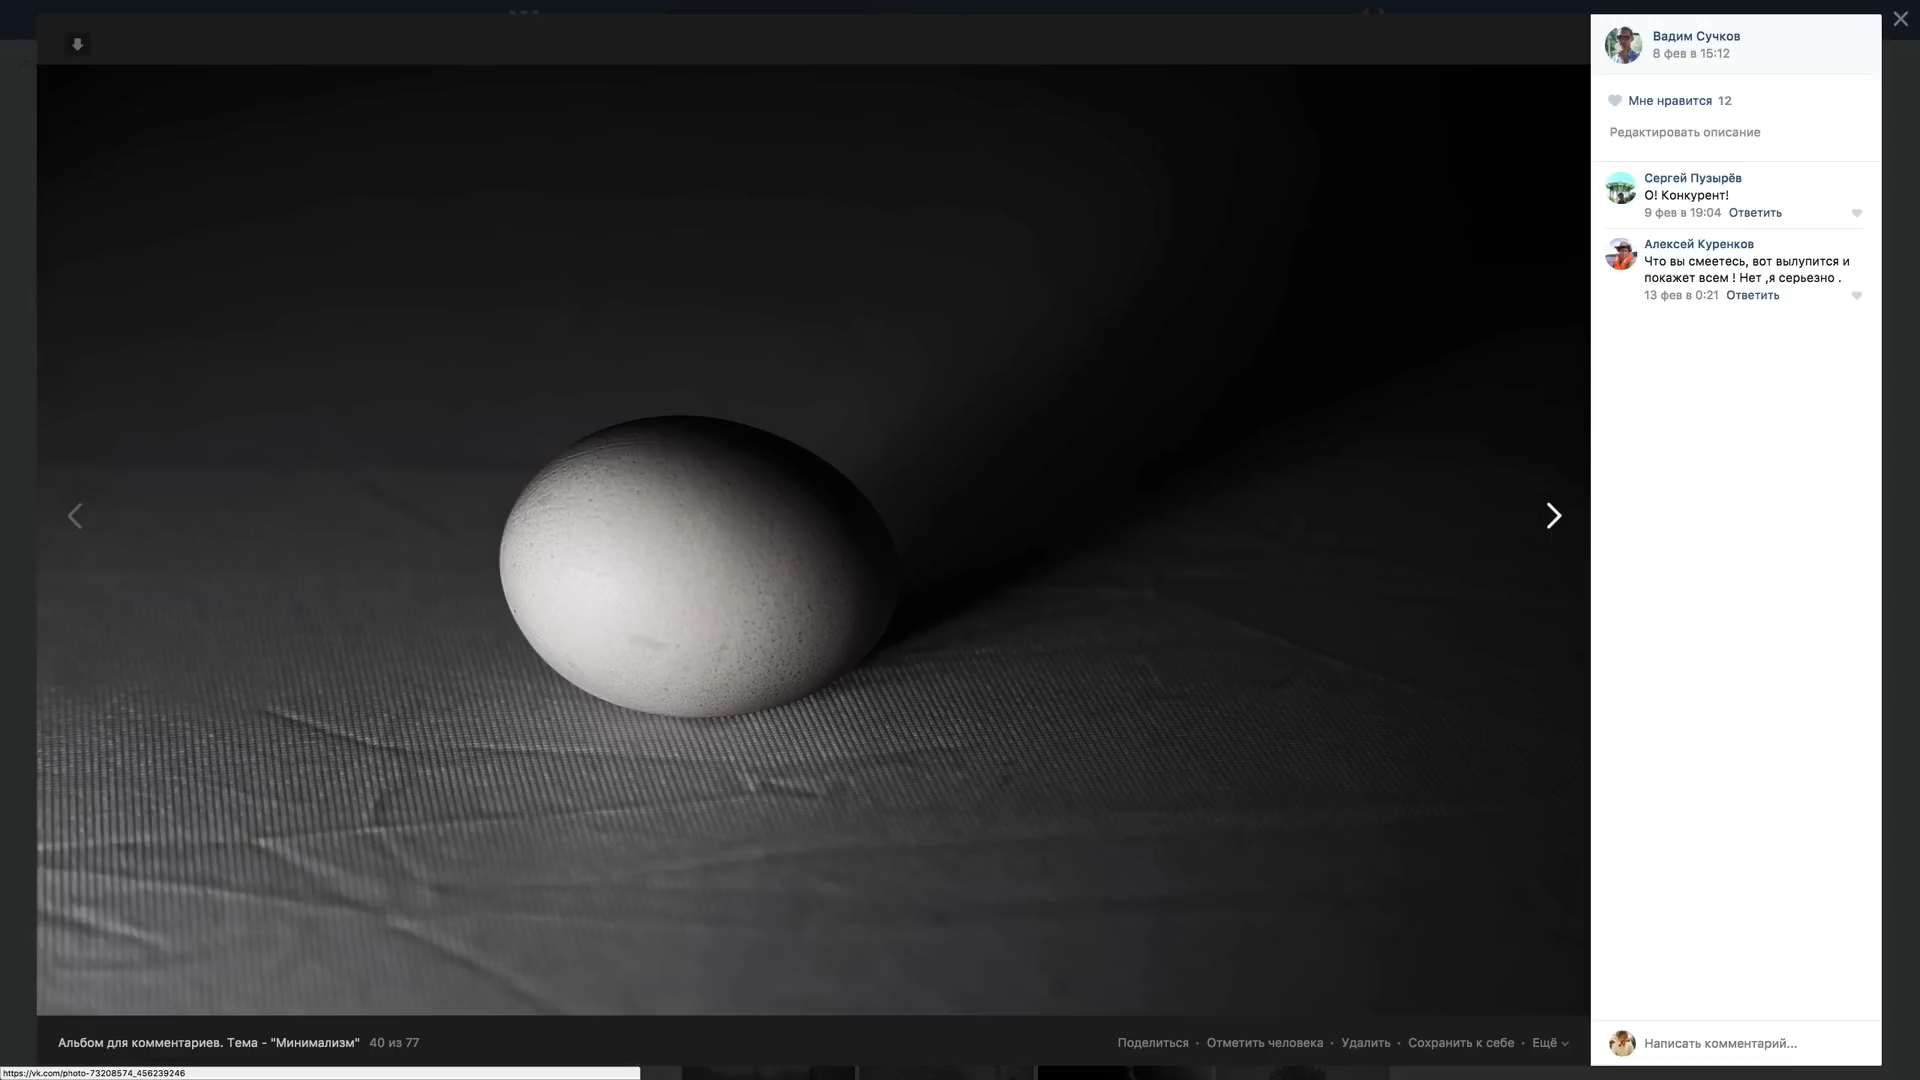 Вадим Сучков
8 фев в 15:12
Мне нравится 12
Редактировать описание
Сергей Пузырёв
О! Конкурент!
9 фев в 19:04 Ответить
Алексей Куренков
Что вы смеетесь, вот вылупится и
покажет всем ! Нет ,я серьезно .
13 фев в 0:21 Ответить
Альбом для комментариев. Тема - "Минимализм" 40 из 77
Поделиться · Отметить человека · Удалить · Сохранить к себе · Ещё
Написать комментарий...
https://vk.com/photo-73208574_456239246